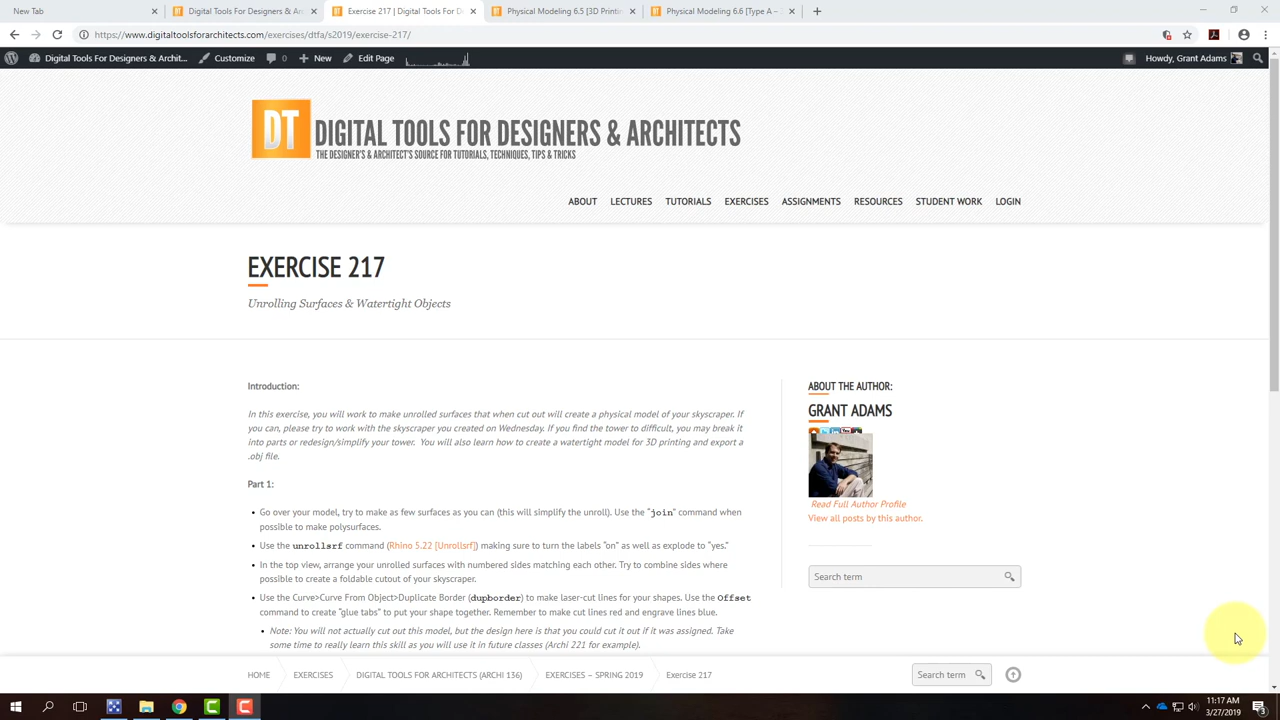 New Tab
Digital Tools For Designers & Ar
Exercise 217 | Digital Tools For D
Physical Modeling 6.5 [3D Printin
Physical Modeling 6.6 [Type A –
https://www.digitaltoolsforarchitects.com/exercises/dtfa/s2019/exercise-217/
Digital Tools For Designers & Archit...
Customize
0
New
Edit Page
Howdy, Grant Adams
DT
DIGITAL TOOLS FOR DESIGNERS & ARCHITECTS
THE DESIGNER'S & ARCHITECT'S SOURCE FOR TUTORIALS, TECHNIQUES, TIPS & TRICKS
ABOUT LECTURES TUTORIALS EXERCISES ASSIGNMENTS RESOURCES STUDENT WORK LOGIN
EXERCISE 217
Unrolling Surfaces & Watertight Objects
Introduction:
In this exercise, you will work to make unrolled surfaces that when cut out will create a physical model of your skyscraper. If
you can, please try to work with the skyscraper you created on Wednesday. If you find the tower to difficult, you may break it
into parts or redesign/simplify your tower. You will also learn how to create a watertight model for 3D printing and export a
.obj file.
Part 1:
• Go over your model, try to make as few surfaces as you can (this will simplify the unroll). Use the "join" command when
possible to make polysurfaces.
• Use the unrollsrf command (Rhino 5.22 [Unrollsrf]) making sure to turn the labels "on" as well as explode to "yes."
• In the top view, arrange your unrolled surfaces with numbered sides matching each other. Try to combine sides where
possible to create a foldable cutout of your skyscraper.
• Use the Curve>Curve From Object>Duplicate Border (dupborder) to make laser-cut lines for your shapes. Use the Offset
command to create "glue tabs" to put your shape together. Remember to make cut lines red and engrave lines blue.
• Note: You will not actually cut out this model, but the design here is that you could cut it out if it was assigned. Take
some time to really learn this skill as you will use it in future classes (Archi 221 for example).
ABOUT THE AUTHOR:
GRANT ADAMS
Read Full Author Profile
View all posts by this author.
Search term
HOME
EXERCISES
DIGITAL TOOLS FOR ARCHITECTS (ARCHI 136)
EXERCISES – SPRING 2019
Exercise 217
Search term
11:17 AM
3/27/2019
3